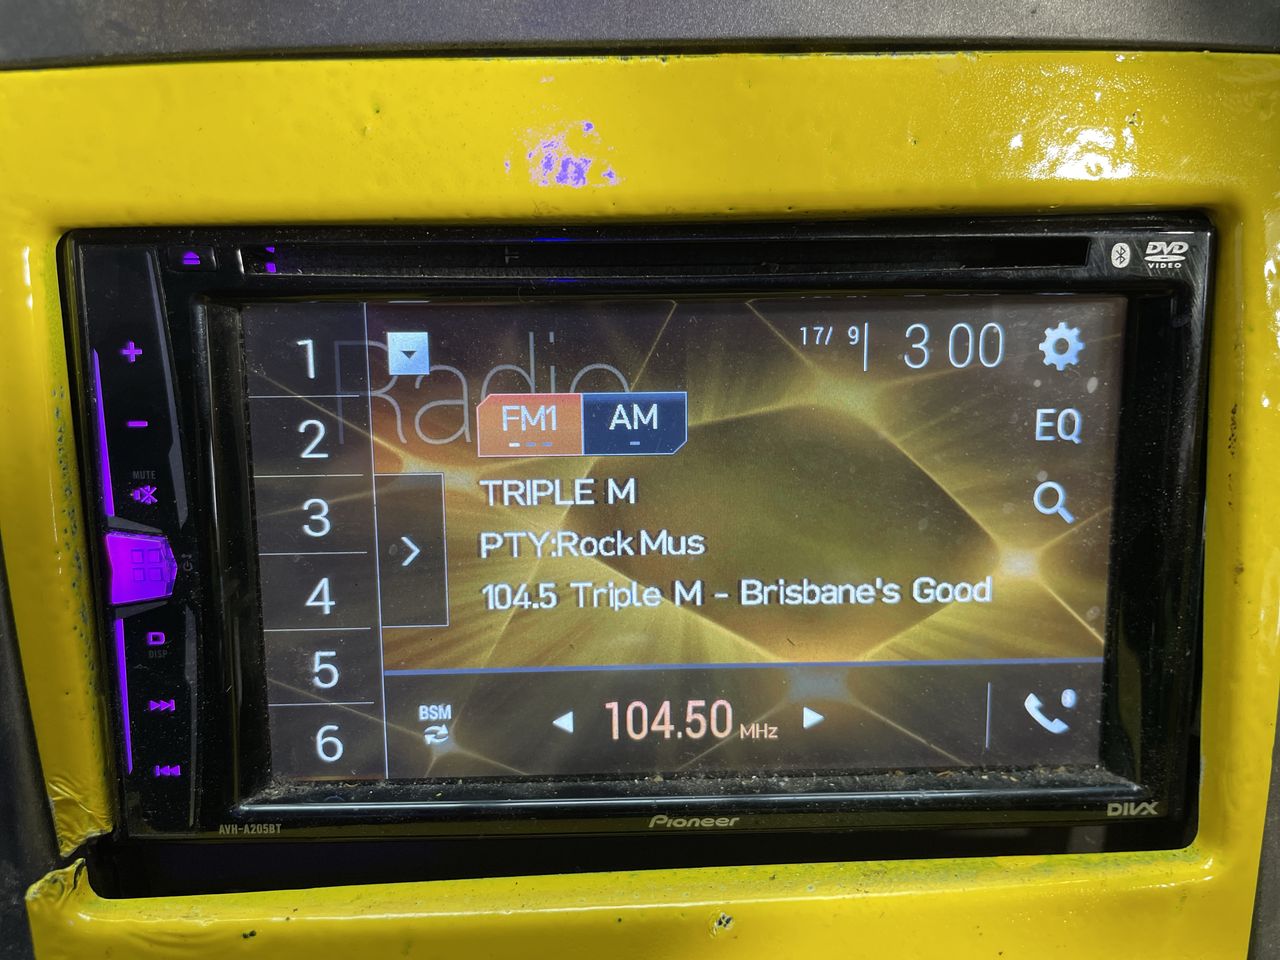 DVD
VIDEO
1
Radio
17/ 9
3 00
FM1
AM
EQ
2
MUTE
TRIPLE M
3
PTY:Rock Mus
104.5 Triple M - Brisbane's Good
4
D
DISP
5
BSM
104.50 MHz
6
AVH-A205BT
Pioneer
DIVX